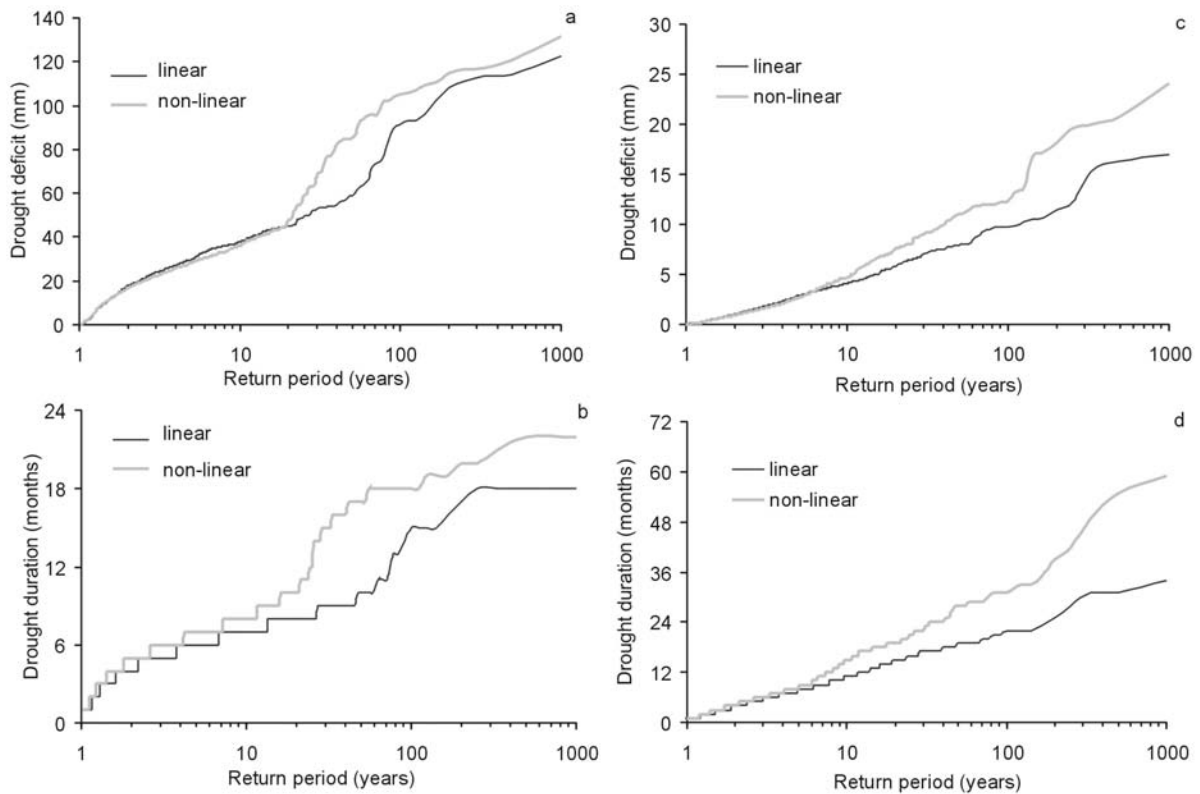 a
Drought deficit (mm)
140
120
100
80
60
40
20
0
linear
non-linear
1 10 100 1000
Return period (years)
c
Drought deficit (mm)
30
25
20
15
10
5
0
linear
non-linear
1 10 100 1000
Return period (years)
b
Drought duration (months)
24
18
12
6
0
linear
non-linear
1 10 100 1000
Return period (years)
d
Drought duration (months)
72
60
48
36
24
12
0
linear
non-linear
1 10 100 1000
Return period (years)